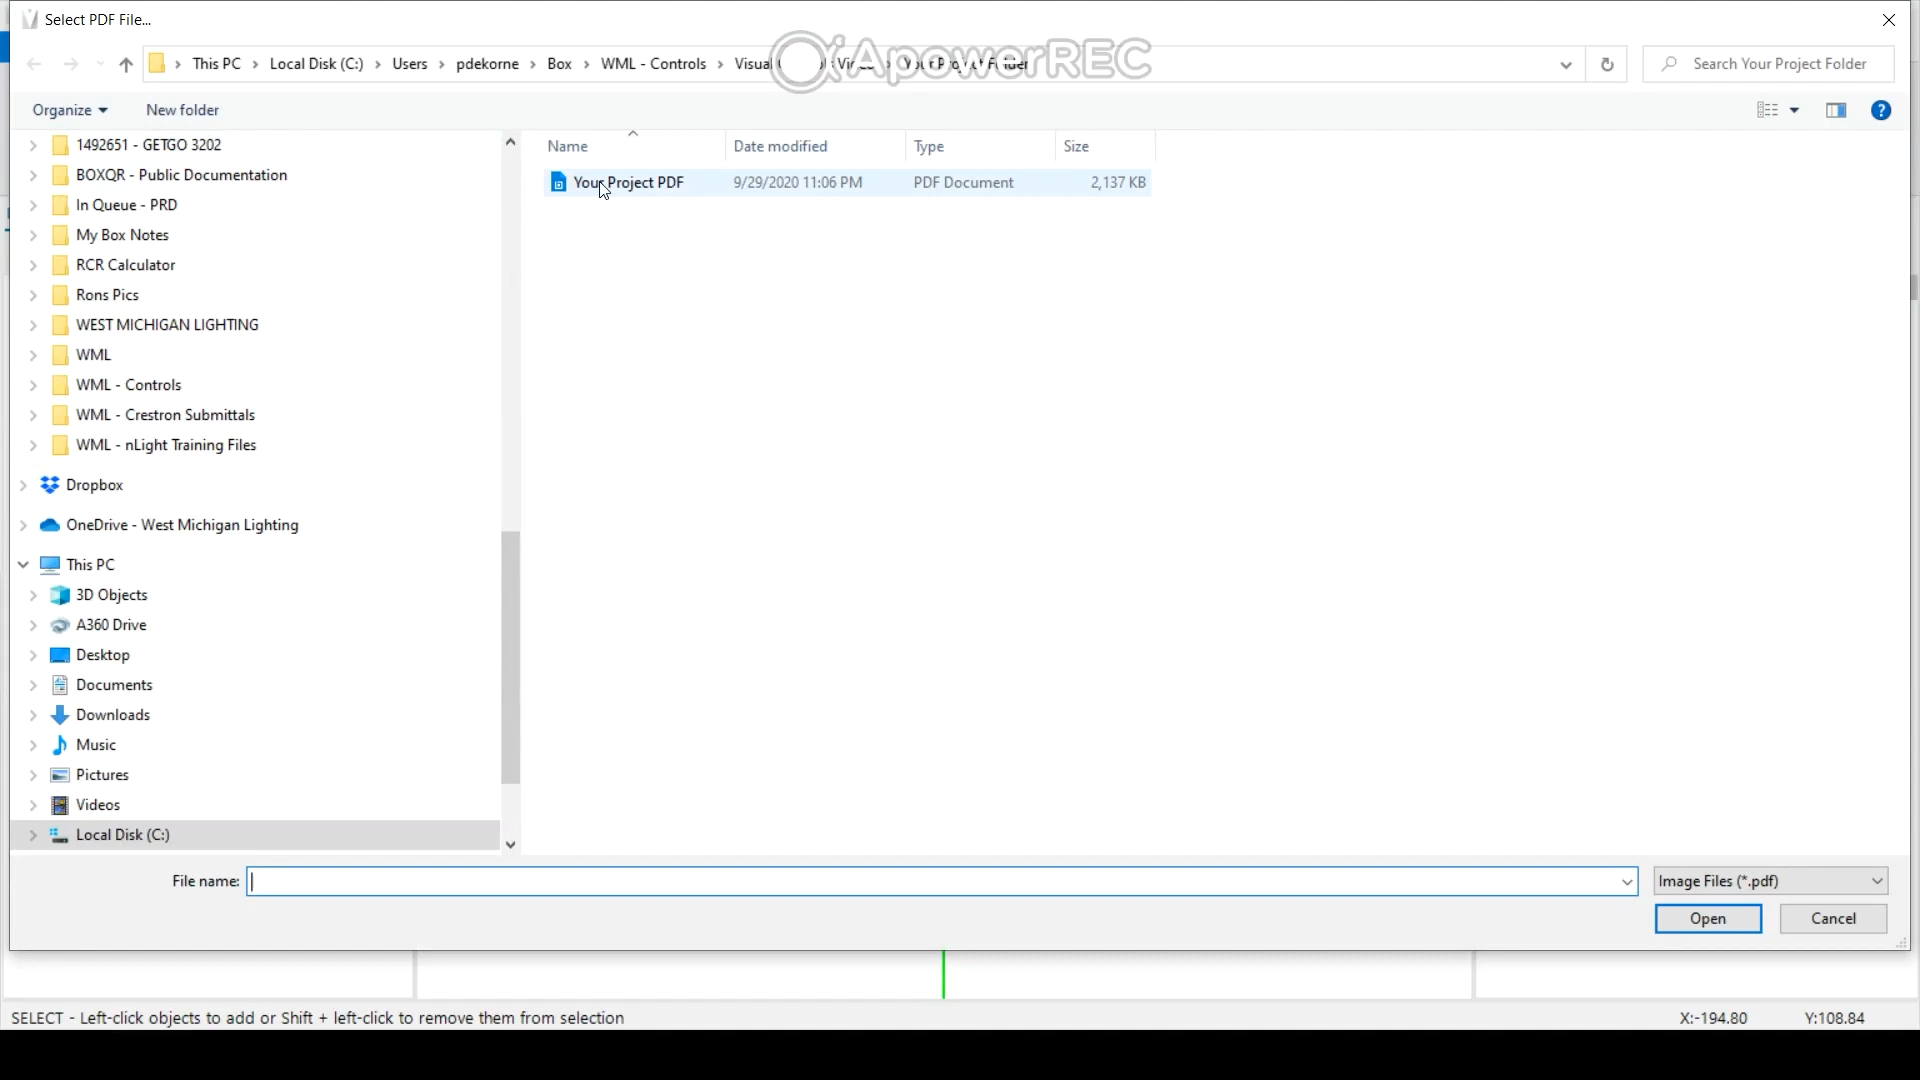 Select PDF File...
This PC > Local Disk (C:) > Users > pdekorne > Box > WML - Controls > Visual
ApowerREC
Search Your Project Folder
Organize
New folder
1492651 - GETGO 3202
BOXQR - Public Documentation
In Queue - PRD
My Box Notes
RCR Calculator
Rons Pics
WEST MICHIGAN LIGHTING
WML
WML - Controls
WML - Crestron Submittals
WML - nLight Training Files
Dropbox
OneDrive - West Michigan Lighting
This PC
3D Objects
A360 Drive
Desktop
Documents
Downloads
Music
Pictures
Videos
Local Disk (C:)
Name Date modified Type Size
Your Project PDF 9/29/2020 11:06 PM PDF Document 2,137 KB
File name:
Image Files (*.pdf)
Open
Cancel
SELECT - Left-click objects to add or Shift + left-click to remove them from selection
X:-194.80
Y:108.84